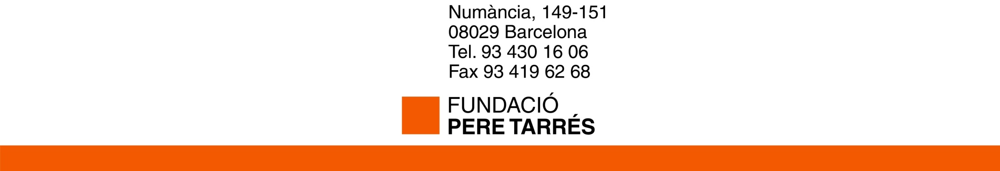 Numància, 149-151
08029 Barcelona
Tel. 93 430 16 06
Fax 93 419 62 68
FUNDACIÓ
PERE TARRÉS